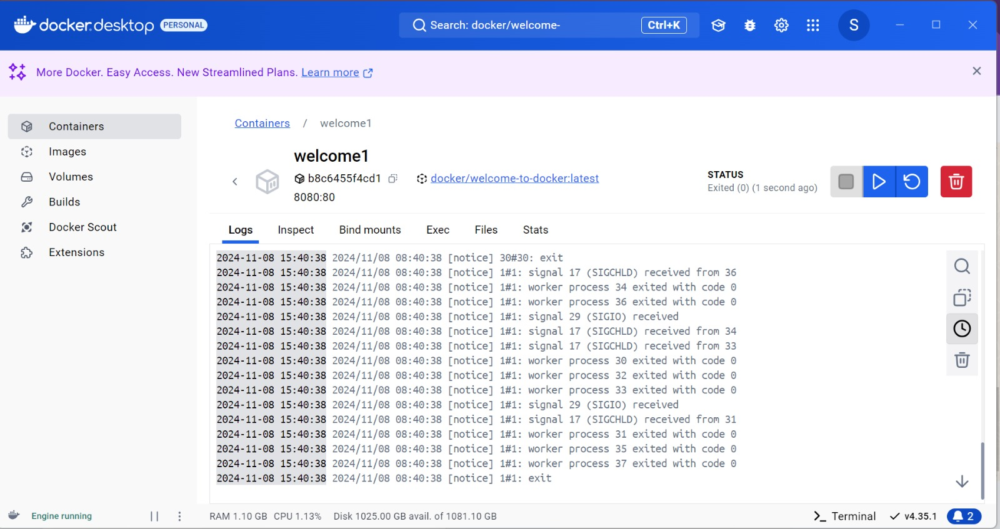 docker.desktop PERSONAL
Search: docker/welcome- Ctrl+K
S
More Docker. Easy Access. New Streamlined Plans. Learn more
Containers
Images
Volumes
Builds
Docker Scout
Extensions
Containers / welcome1
welcome1
b8c6455f4cd1 docker/welcome-to-docker:latest
8080:80
STATUS
Exited (0) (1 second ago)
Logs Inspect Bind mounts Exec Files Stats
2024-11-08 15:40:38 2024/11/08 08:40:38 [notice] 30#30: exit
2024-11-08 15:40:38 2024/11/08 08:40:38 [notice] 1#1: signal 17 (SIGCHLD) received from 36
2024-11-08 15:40:38 2024/11/08 08:40:38 [notice] 1#1: worker process 34 exited with code 0
2024-11-08 15:40:38 2024/11/08 08:40:38 [notice] 1#1: worker process 36 exited with code 0
2024-11-08 15:40:38 2024/11/08 08:40:38 [notice] 1#1: signal 29 (SIGIO) received
2024-11-08 15:40:38 2024/11/08 08:40:38 [notice] 1#1: signal 17 (SIGCHLD) received from 34
2024-11-08 15:40:38 2024/11/08 08:40:38 [notice] 1#1: signal 17 (SIGCHLD) received from 33
2024-11-08 15:40:38 2024/11/08 08:40:38 [notice] 1#1: worker process 30 exited with code 0
2024-11-08 15:40:38 2024/11/08 08:40:38 [notice] 1#1: worker process 32 exited with code 0
2024-11-08 15:40:38 2024/11/08 08:40:38 [notice] 1#1: worker process 33 exited with code 0
2024-11-08 15:40:38 2024/11/08 08:40:38 [notice] 1#1: signal 29 (SIGIO) received
2024-11-08 15:40:38 2024/11/08 08:40:38 [notice] 1#1: signal 17 (SIGCHLD) received from 31
2024-11-08 15:40:38 2024/11/08 08:40:38 [notice] 1#1: worker process 31 exited with code 0
2024-11-08 15:40:38 2024/11/08 08:40:38 [notice] 1#1: worker process 35 exited with code 0
2024-11-08 15:40:38 2024/11/08 08:40:38 [notice] 1#1: worker process 37 exited with code 0
2024-11-08 15:40:38 2024/11/08 08:40:38 [notice] 1#1: exit
Engine running
RAM 1.10 GB CPU 1.13% Disk 1025.00 GB avail. of 1081.10 GB
Terminal v4.35.1 2